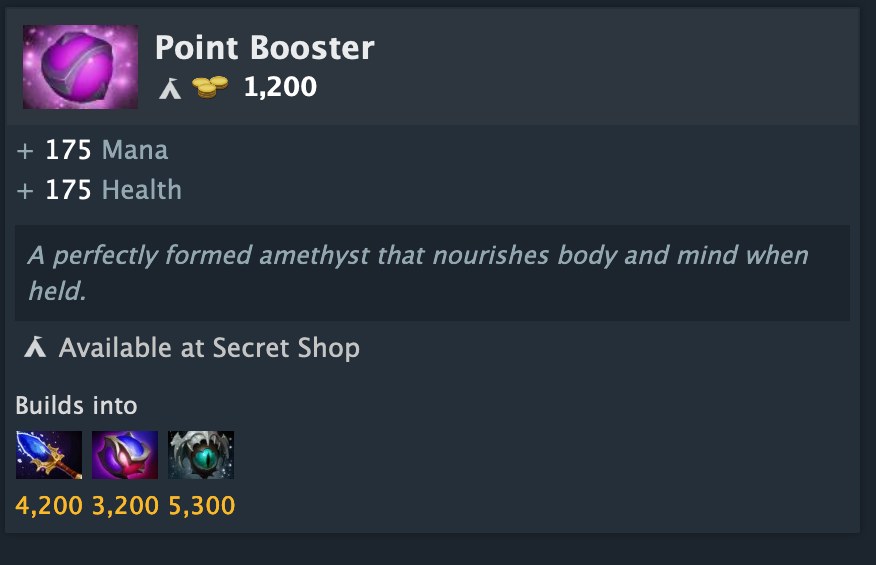 Point Booster
1,200
+ 175 Mana
+ 175 Health
A perfectly formed amethyst that nourishes body and mind when
held.
Available at Secret Shop
Builds into
4,200 3,200 5,300